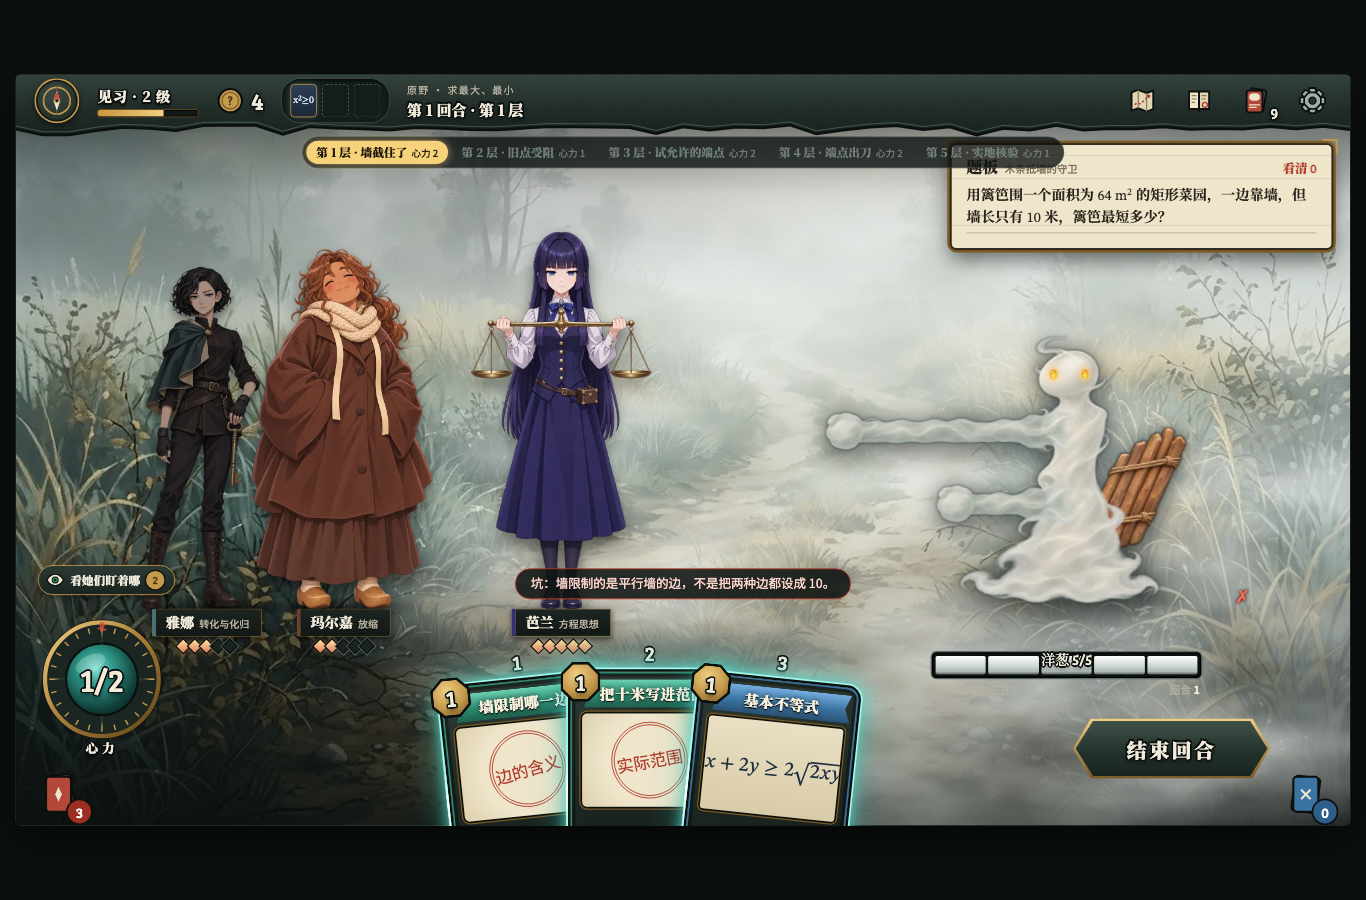 见习·2 级
4
x²≥0
原野 · 求最大、最小
第1回合·第1层
9
第1层·墙截住了 心力2
第2层·旧点受阻 心力1
第3层·试允许的端点 心力2
第4层·端点出刀 心力2
第5层·实地核验 心力1
题板 木条抵墙的守卫
看清 0
用篱笆围一个面积为 64 m² 的矩形菜园，一边靠墙，但
墙长只有 10 米，篱笆最短多少？
看她们盯着哪 2
坑：墙限制的是平行墙的边，不是把两种边都设成 10。
雅娜 转化与化归
玛尔嘉 放缩
芭兰 方程思想
1/2
心力
3
1
1
墙限制哪一边
边的含义
2
1
把十米写进范
实际范围
3
1
基本不等式
x + 2y ≥ 2√2xy
洋葱 5/5
回合 1
结束回合
0